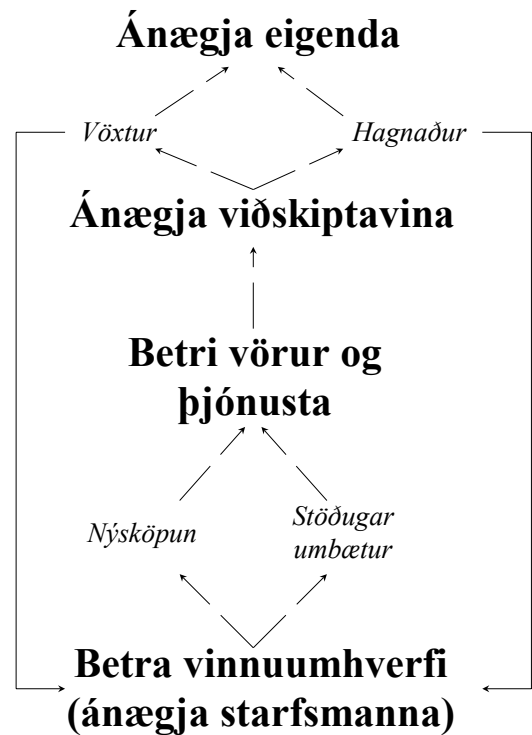 Ánægja eigenda
Vöxtur
Hagnaður
Ánægja viðskiptavina
Betri vörur og
þjónusta
Nýsköpun
Stöðugar
umbætur
Betra vinnuumhverfi
(ánægja starfsmanna)